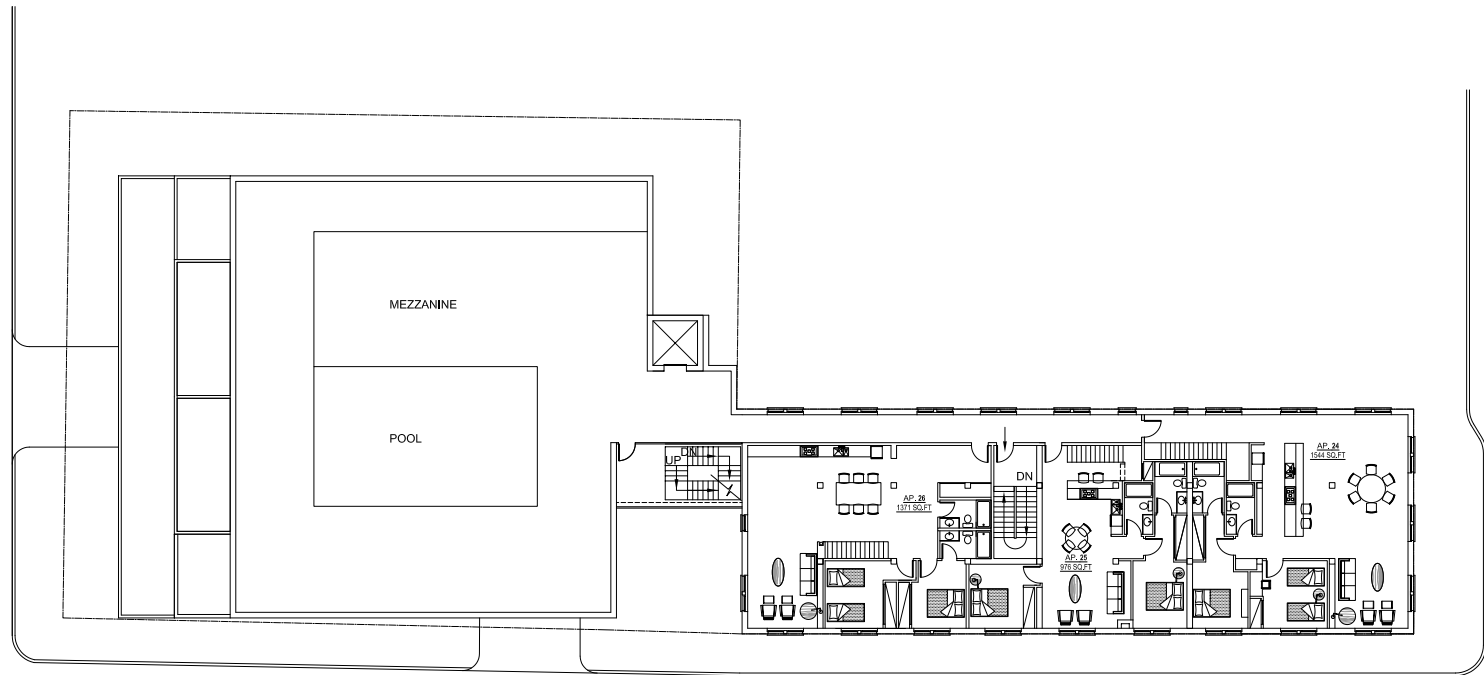 MEZZANINE
POOL
UP
DN
AP. 26
1371 SQ.FT
DN
AP. 25
976 SQ.FT
AP. 24
1544 SQ.FT